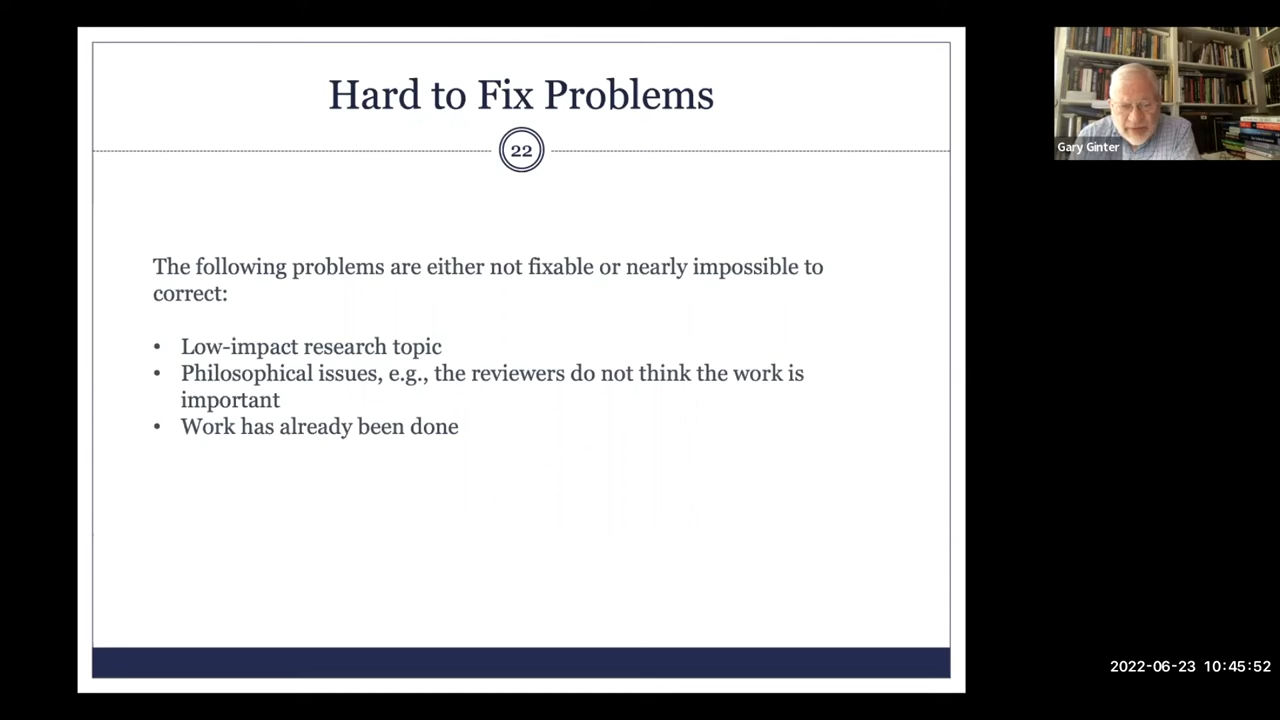 Hard to Fix Problems
22
The following problems are either not fixable or nearly impossible to
correct:
• Low-impact research topic
• Philosophical issues, e.g., the reviewers do not think the work is
important
• Work has already been done
Gary Ginter
2022-06-23 10:45:52